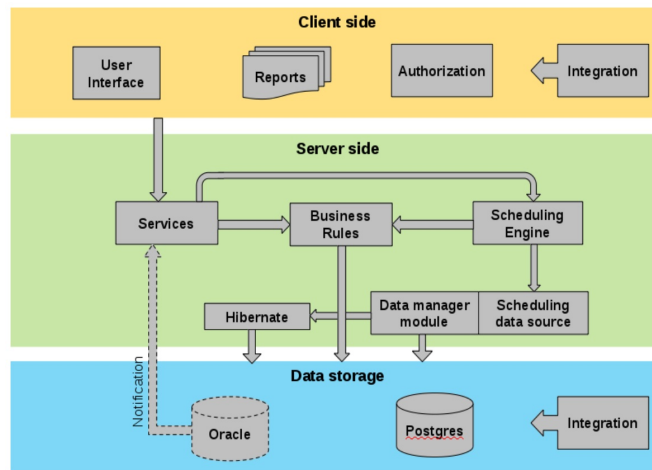 Client side
User
Interface
Reports
Authorization
Integration
Server side
Services
Business
Rules
Scheduling
Engine
Hibernate
Data manager
module
Scheduling
data source
Data storage
Notification
Oracle
Postgres
Integration